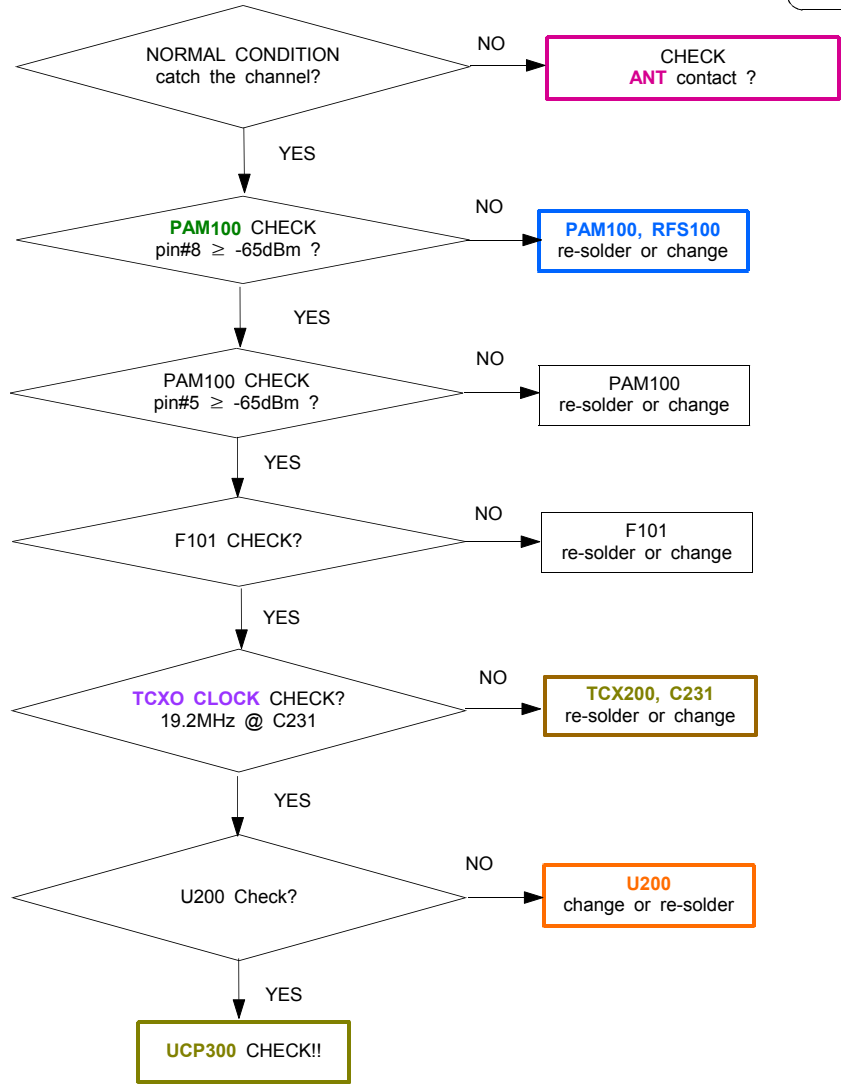 NORMAL CONDITION
catch the channel?
NO
CHECK
ANT contact ?
YES
PAM100 CHECK
pin#8 ≥ -65dBm ?
NO
PAM100, RFS100
re-solder or change
YES
PAM100 CHECK
pin#5 ≥ -65dBm ?
NO
PAM100
re-solder or change
YES
F101 CHECK?
NO
F101
re-solder or change
YES
TCXO CLOCK CHECK?
19.2MHz @ C231
NO
TCX200, C231
re-solder or change
YES
U200 Check?
NO
U200
change or re-solder
YES
UCP300 CHECK!!